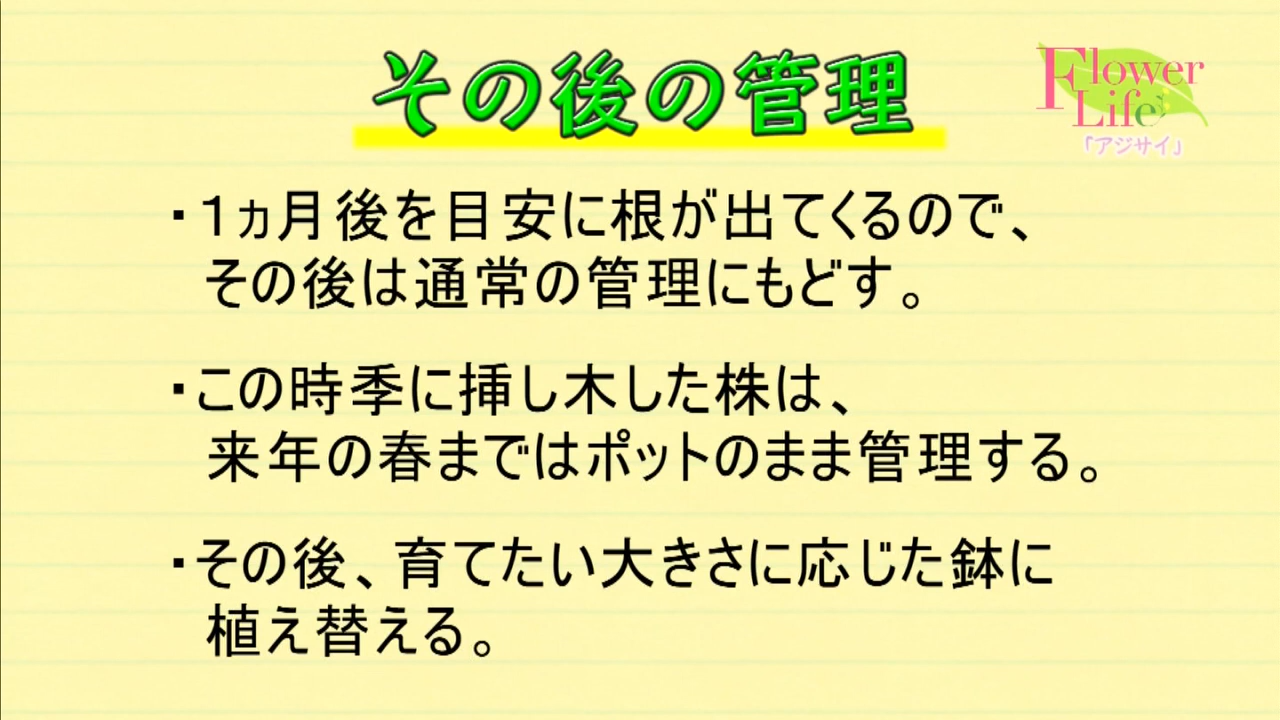 その後の管理
Flower
Life
「アジサイ」
・１ヵ月後を目安に根が出てくるので、
その後は通常の管理にもどす。
・この時季に挿し木した株は、
来年の春まではポットのまま管理する。
・その後、育てたい大きさに応じた鉢に
植え替える。